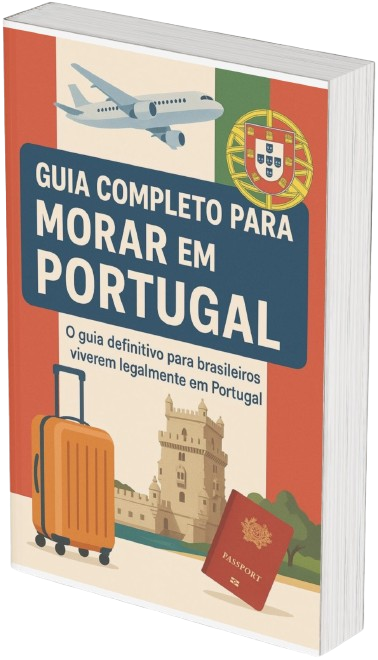 GUIA COMPLETO PARA
MORAR EM
PORTUGAL
O guia definitivo para brasileiros
viverem legalmente em Portugal
PASSPORT